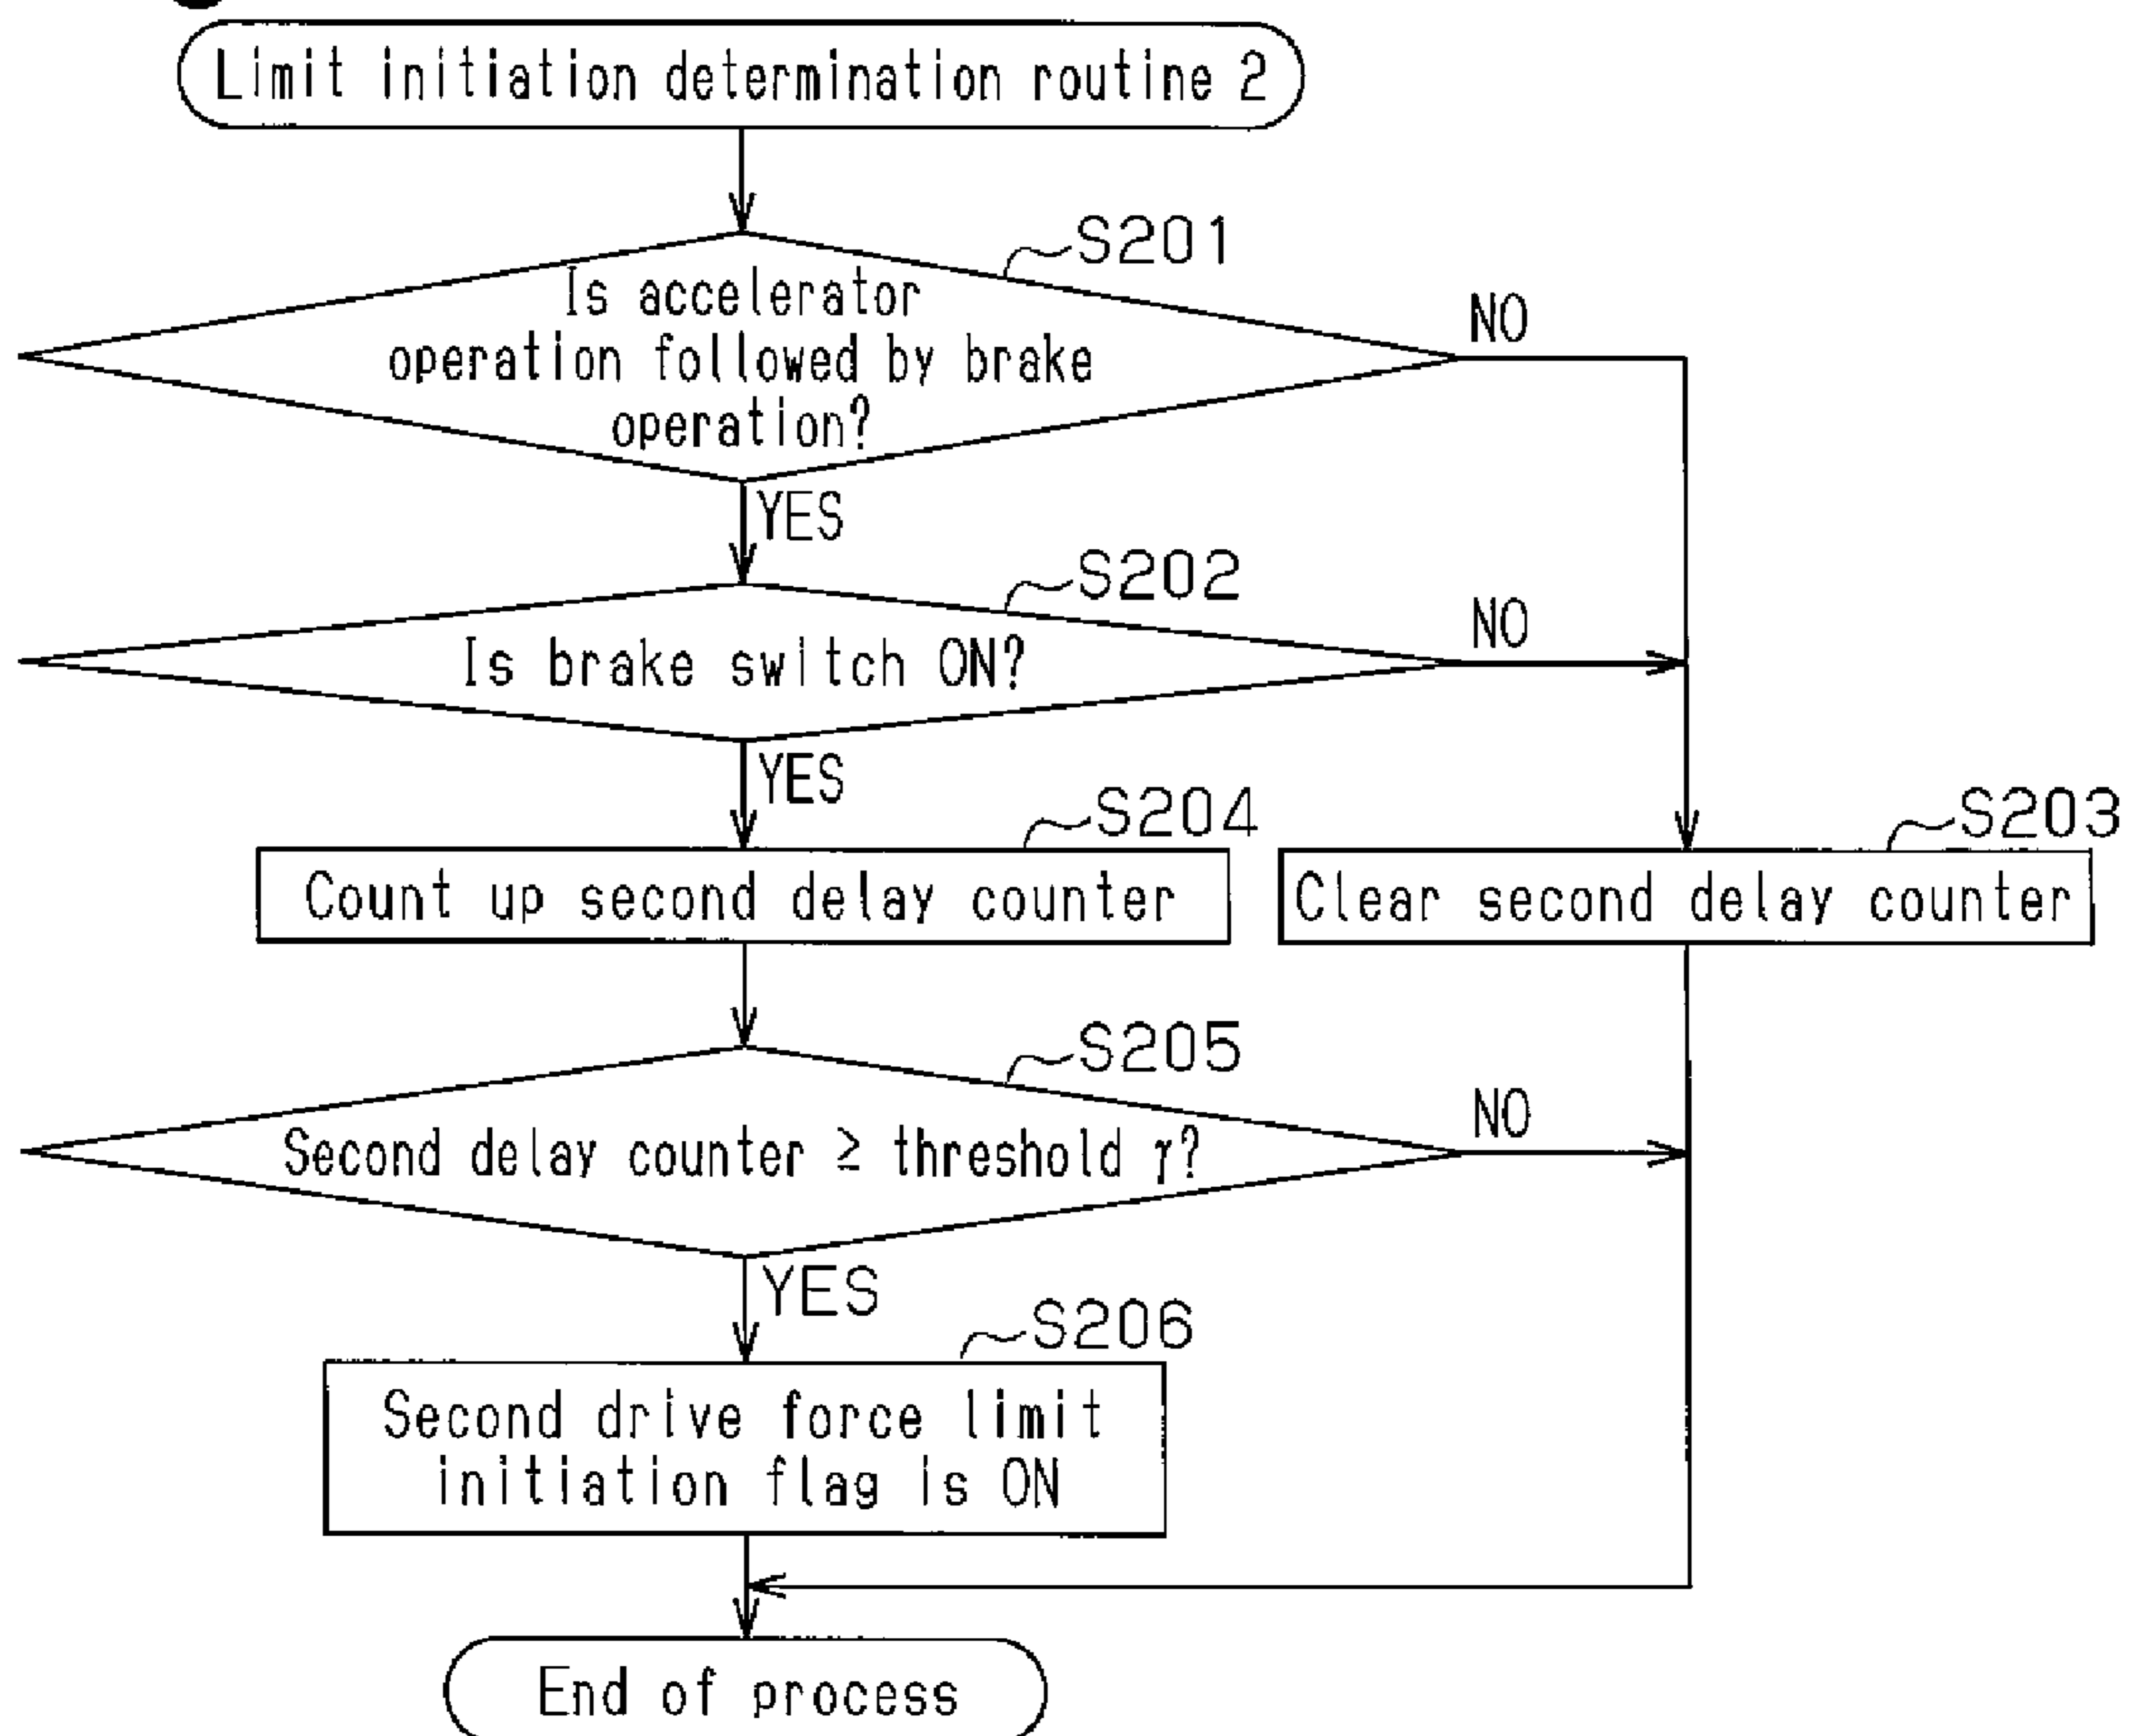 Limit initiation determination routine 2
S201
Is accelerator
operation followed by brake
operation?
NO
YES
S202
Is brake switch ON?
NO
YES
S204
Count up second delay counter
S203
Clear second delay counter
S205
Second delay counter ≥ threshold γ?
NO
YES
S206
Second drive force limit
initiation flag is ON
End of process